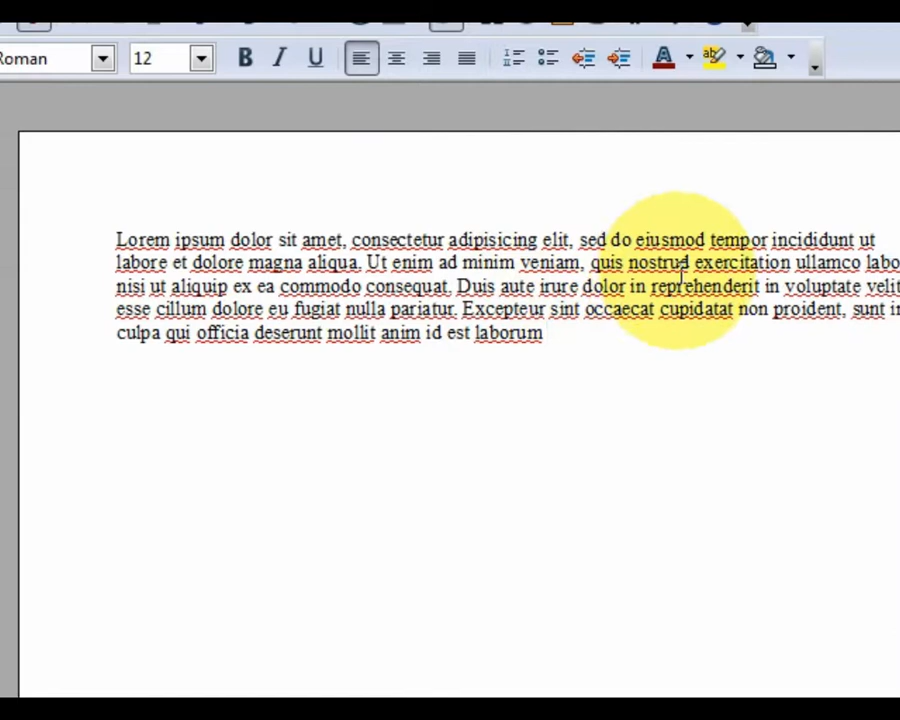 Roman 12 B I U A
Lorem ipsum dolor sit amet, consectetur adipisicing elit, sed do eiusmod tempor incididunt ut
labore et dolore magna aliqua. Ut enim ad minim veniam, quis nostrud exercitation ullamco labo
nisi ut aliquip ex ea commodo consequat. Duis aute irure dolor in reprehenderit in voluptate velit
esse cillum dolore eu fugiat nulla pariatur. Excepteur sint occaecat cupidatat non proident, sunt in
culpa qui officia deserunt mollit anim id est laborum